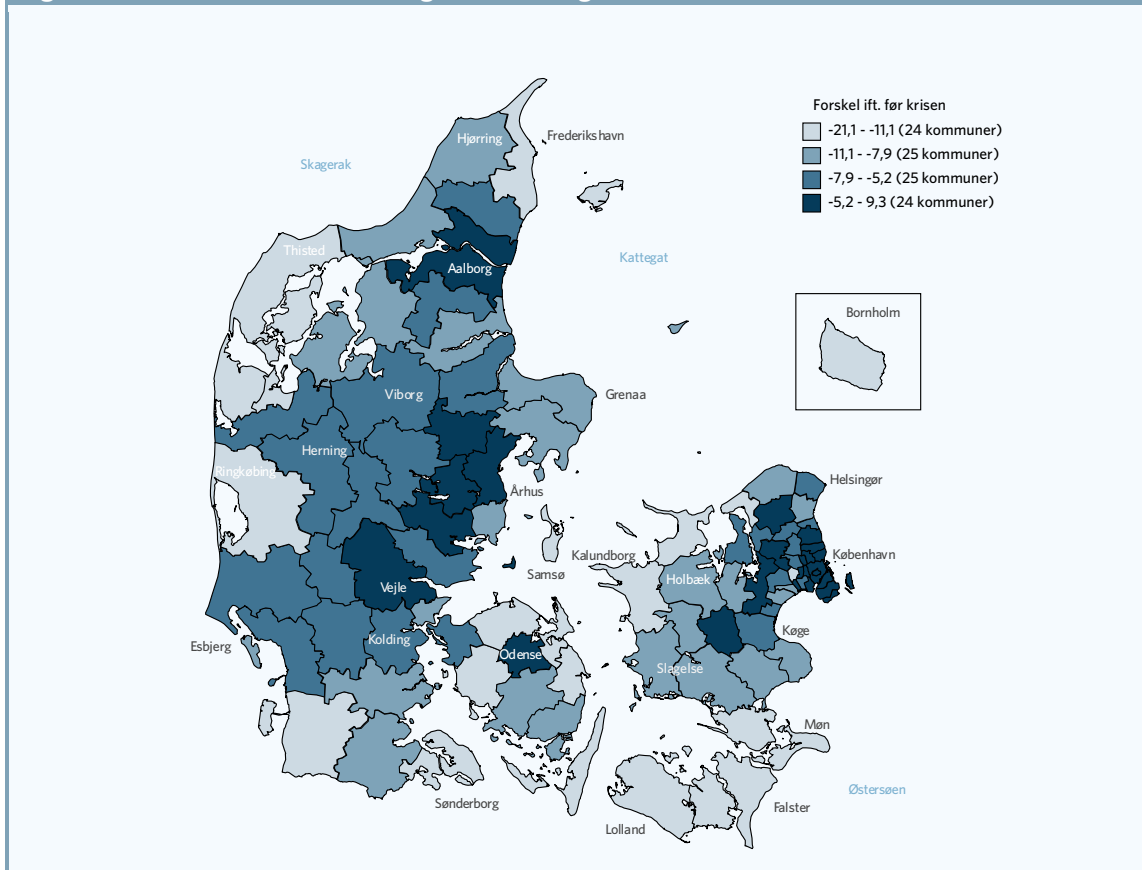 Forskel ift. før krisen
-21,1 - -11,1 (24 kommuner)
-11,1 - -7,9 (25 kommuner)
-7,9 - -5,2 (25 kommuner)
-5,2 - 9,3 (24 kommuner)
Hjørring
Frederikshavn
Skagerak
Thisted
Kattegat
Aalborg
Bornholm
Viborg
Grenaa
Herning
Ringkøbing
Helsingør
Århus
Kalundborg
København
Samsø
Holbæk
Vejle
Køge
Esbjerg
Kolding
Odense
Slagelse
Møn
Østersøen
Sønderborg
Falster
Lolland